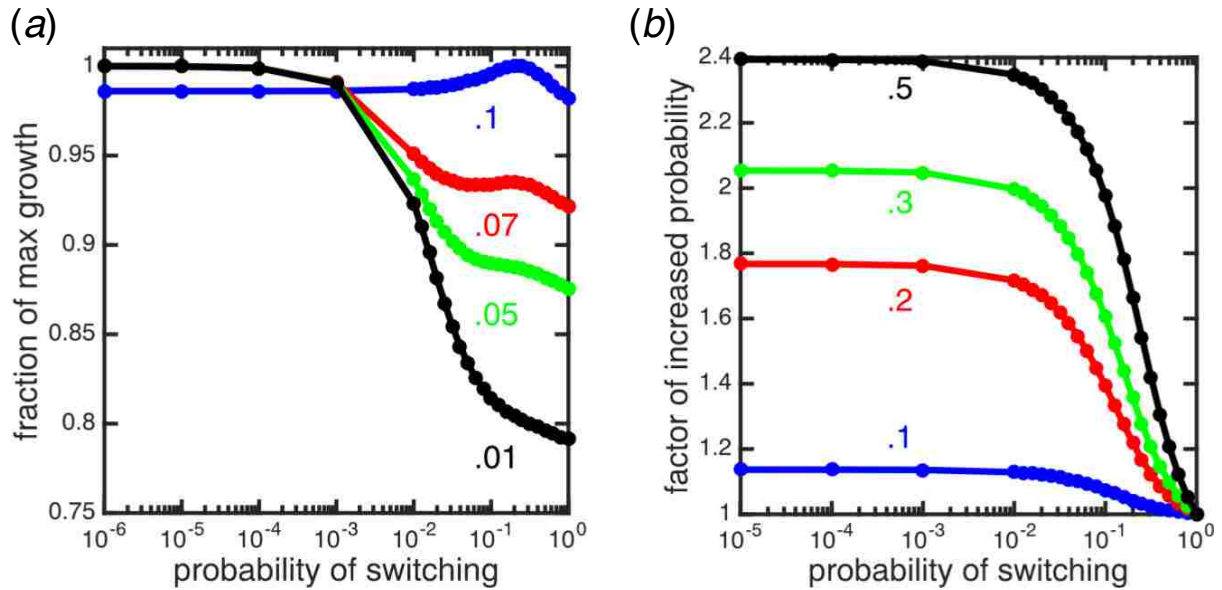 (a)
fraction of max growth
1
0.95
0.9
0.85
0.8
0.75
.1
.07
.05
.01
10^-6 10^-5 10^-4 10^-3 10^-2 10^-1 10^0
probability of switching
(b)
factor of increased probability
2.4
2.2
2
1.8
1.6
1.4
1.2
1
.5
.3
.2
.1
10^-5 10^-4 10^-3 10^-2 10^-1 10^0
probability of switching